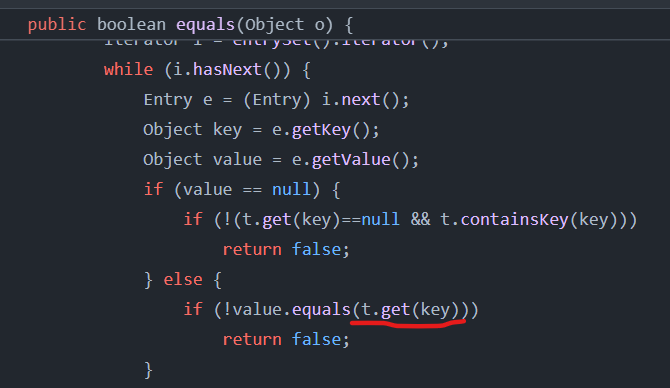 public boolean equals(Object o) {
Iterator i = entrySet().iterator();
while (i.hasNext()) {
Entry e = (Entry) i.next();
Object key = e.getKey();
Object value = e.getValue();
if (value == null) {
if (!(t.get(key)==null && t.containsKey(key)))
return false;
} else {
if (!value.equals(t.get(key)))
return false;
}